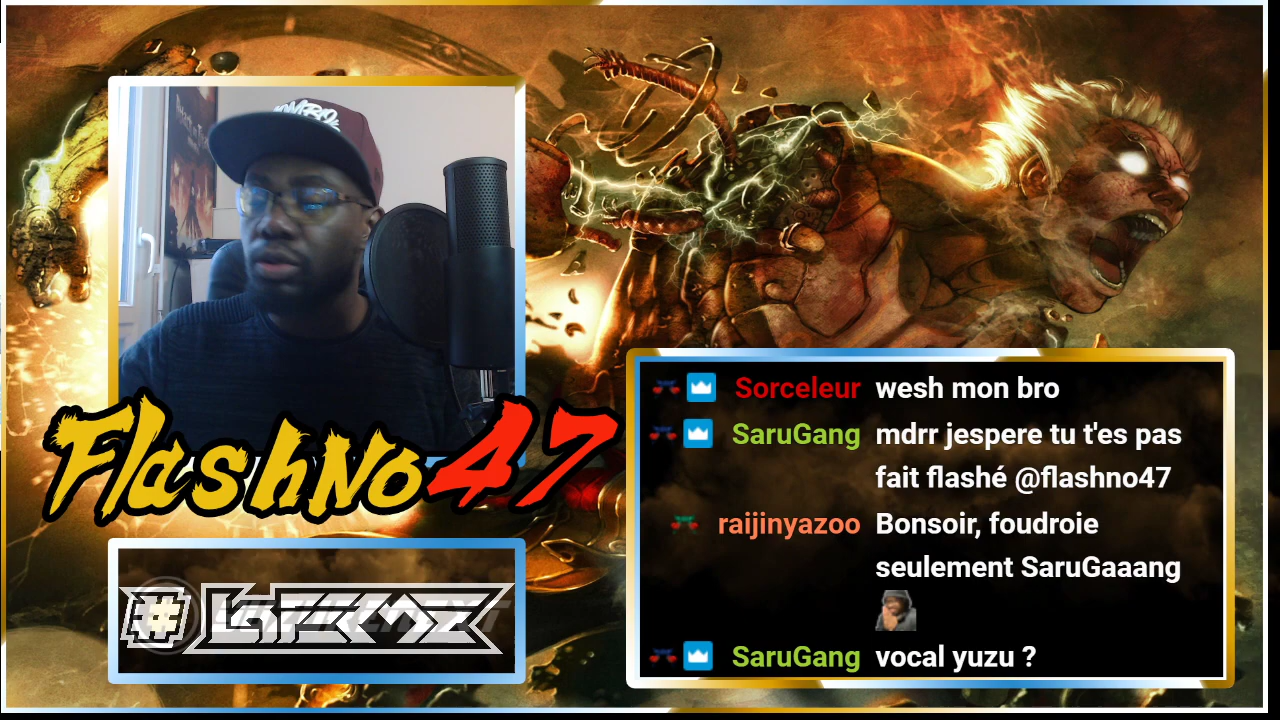 FlashNo47
Sorceleur wesh mon bro
SaruGang mdrr jespere tu t'es pas
fait flashé @flashno47
raijinyazoo Bonsoir, foudroie
seulement SaruGaaang
SaruGang vocal yuzu ?